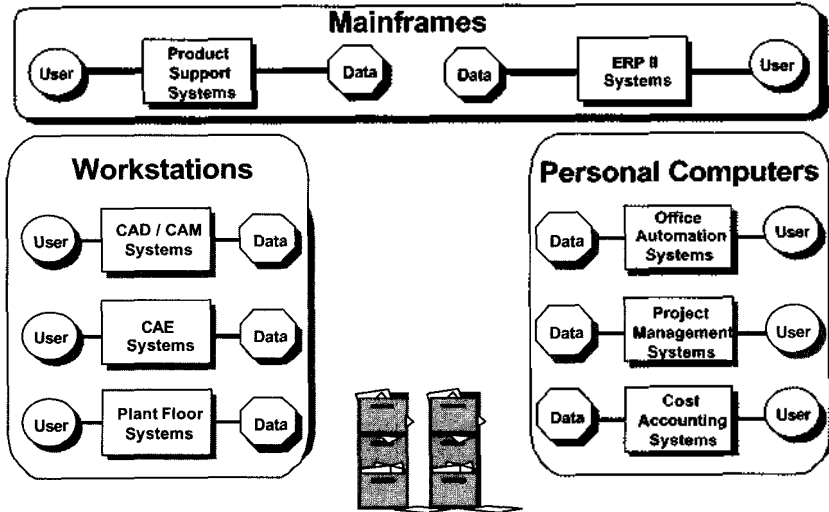 Mainframes
User
Product
Support
Systems
Data
Data
ERP II
Systems
User
Workstations
User
CAD / CAM
Systems
Data
User
CAE
Systems
Data
User
Plant Floor
Systems
Data
Personal Computers
Data
Office
Automation
Systems
User
Data
Project
Management
Systems
User
Data
Cost
Accounting
Systems
User